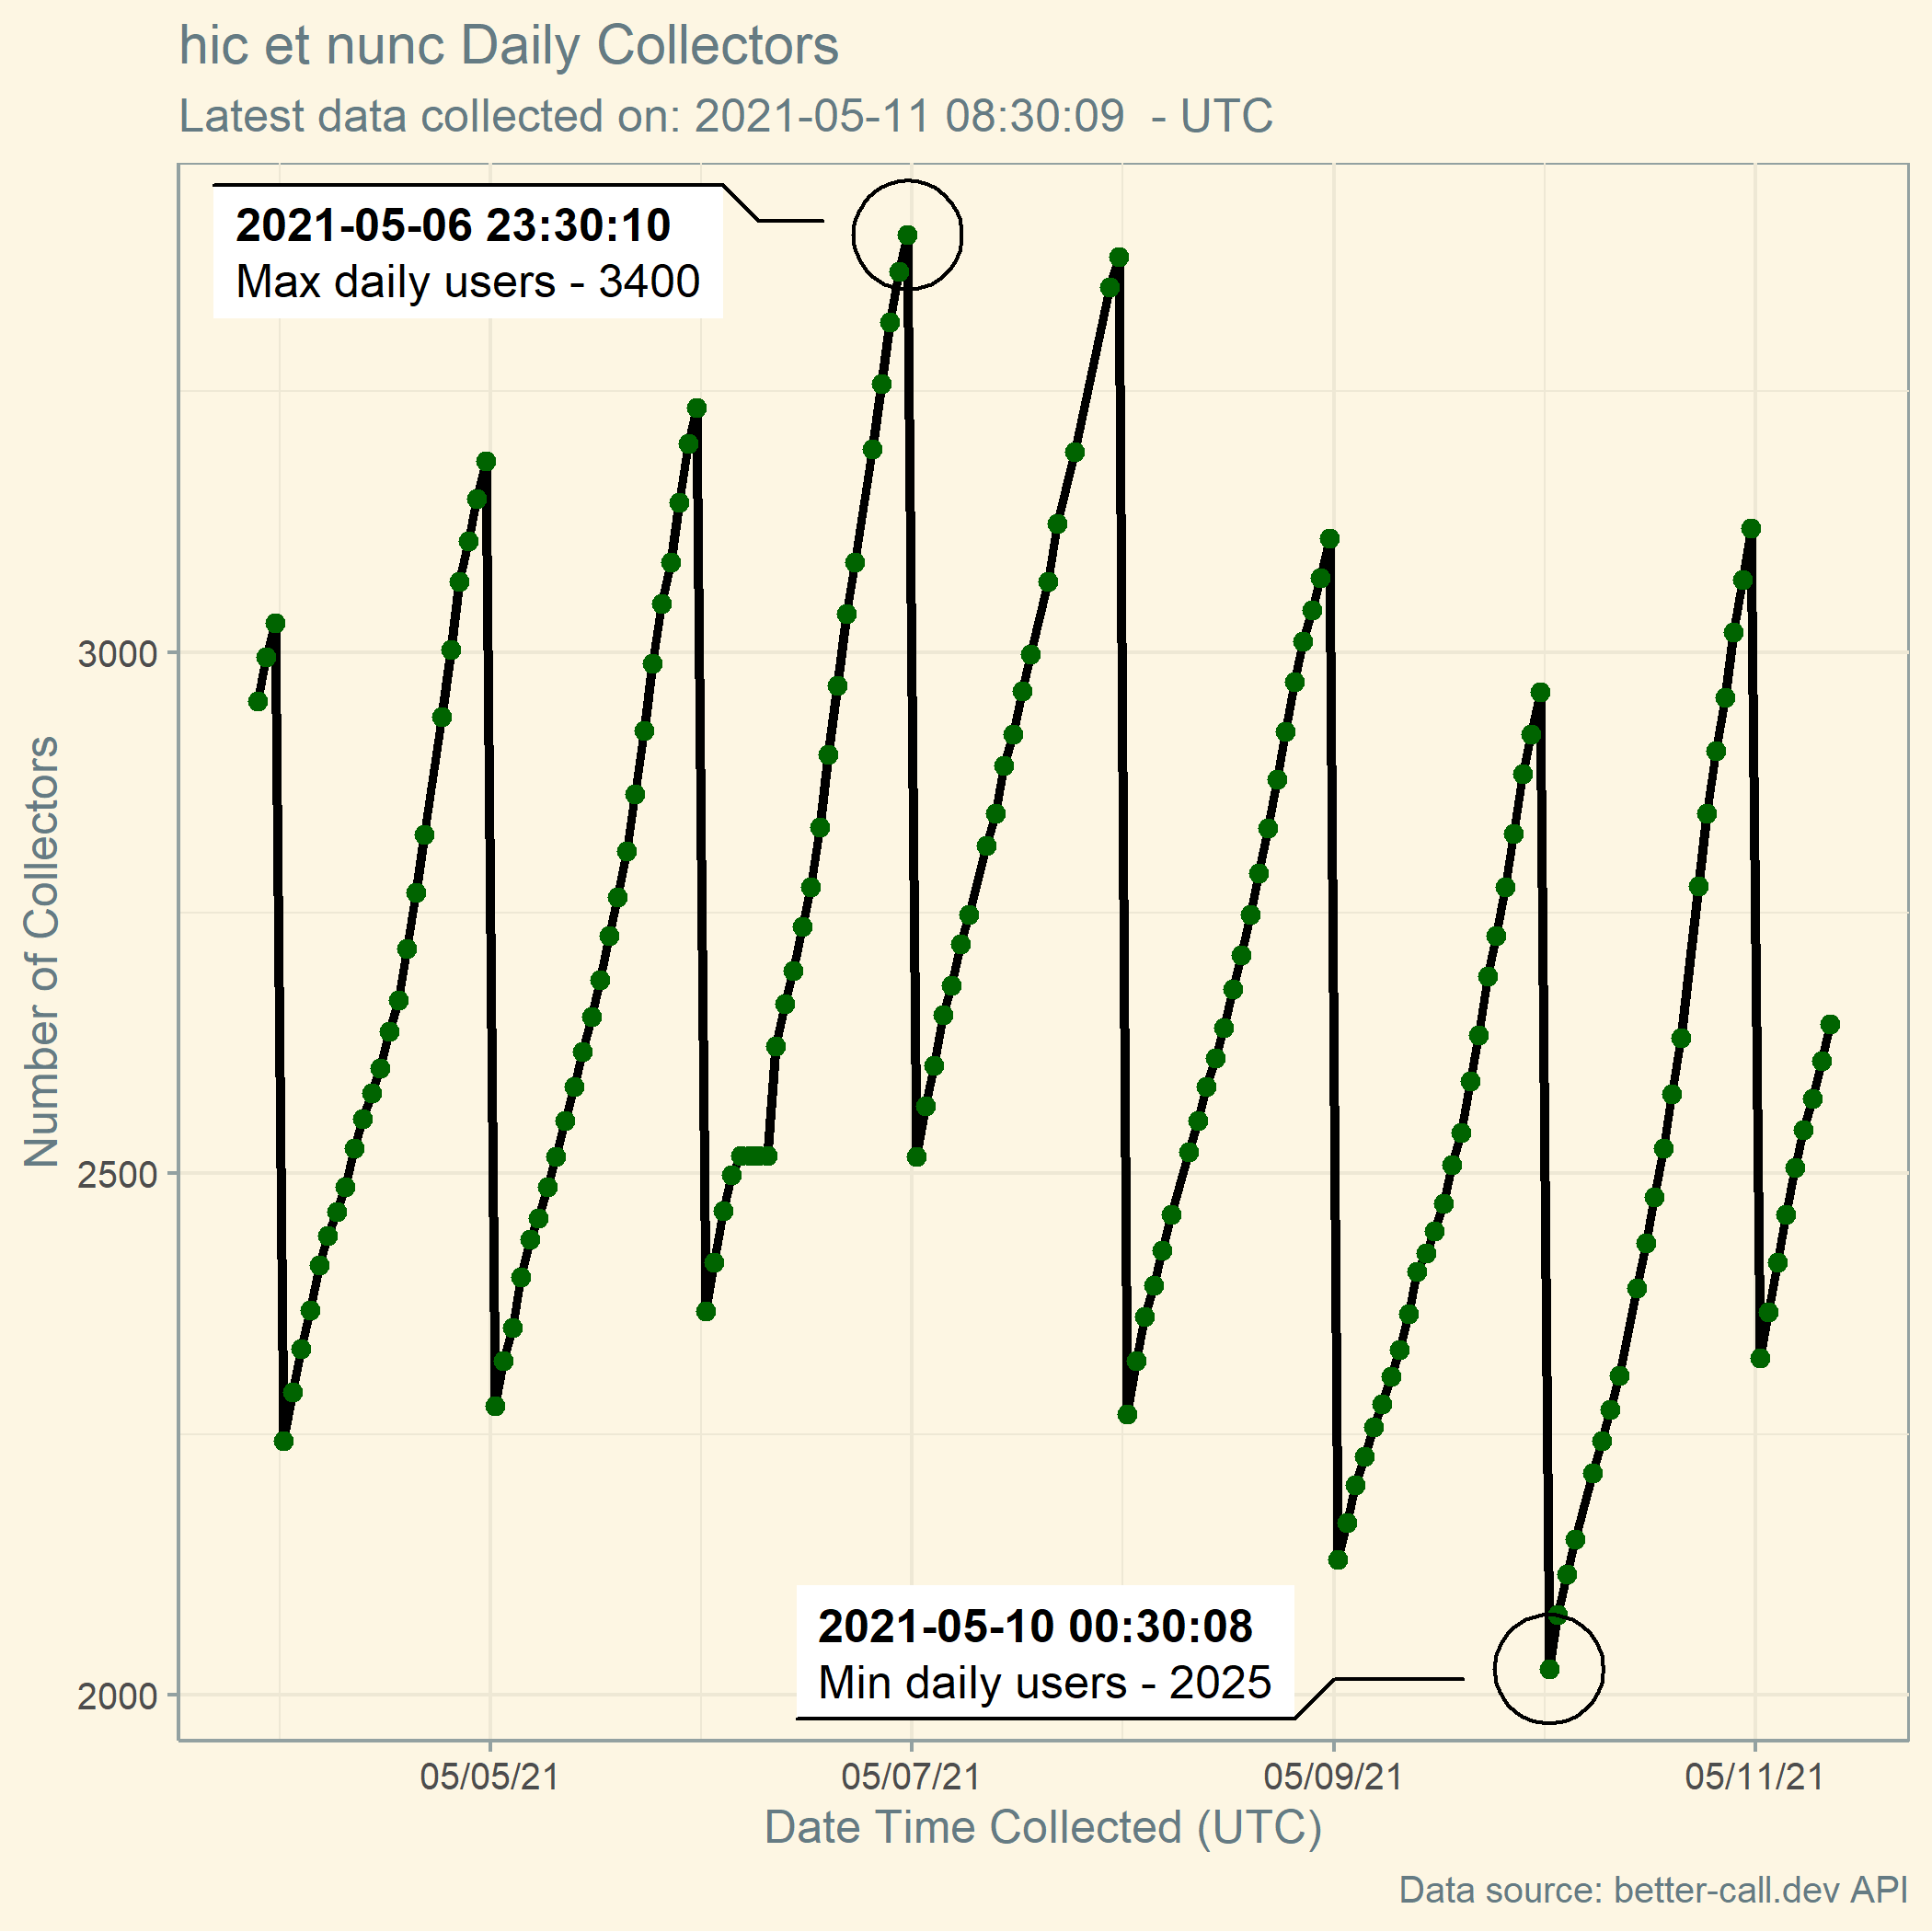 hic et nunc Daily Collectors
Latest data collected on: 2021-05-11 08:30:09  - UTC
2021-05-06 23:30:10
Max daily users - 3400
3000
2500
2000
Number of Collectors
2021-05-10 00:30:08
Min daily users - 2025
05/05/21
05/07/21
05/09/21
05/11/21
Date Time Collected (UTC)
Data source: better-call.dev API